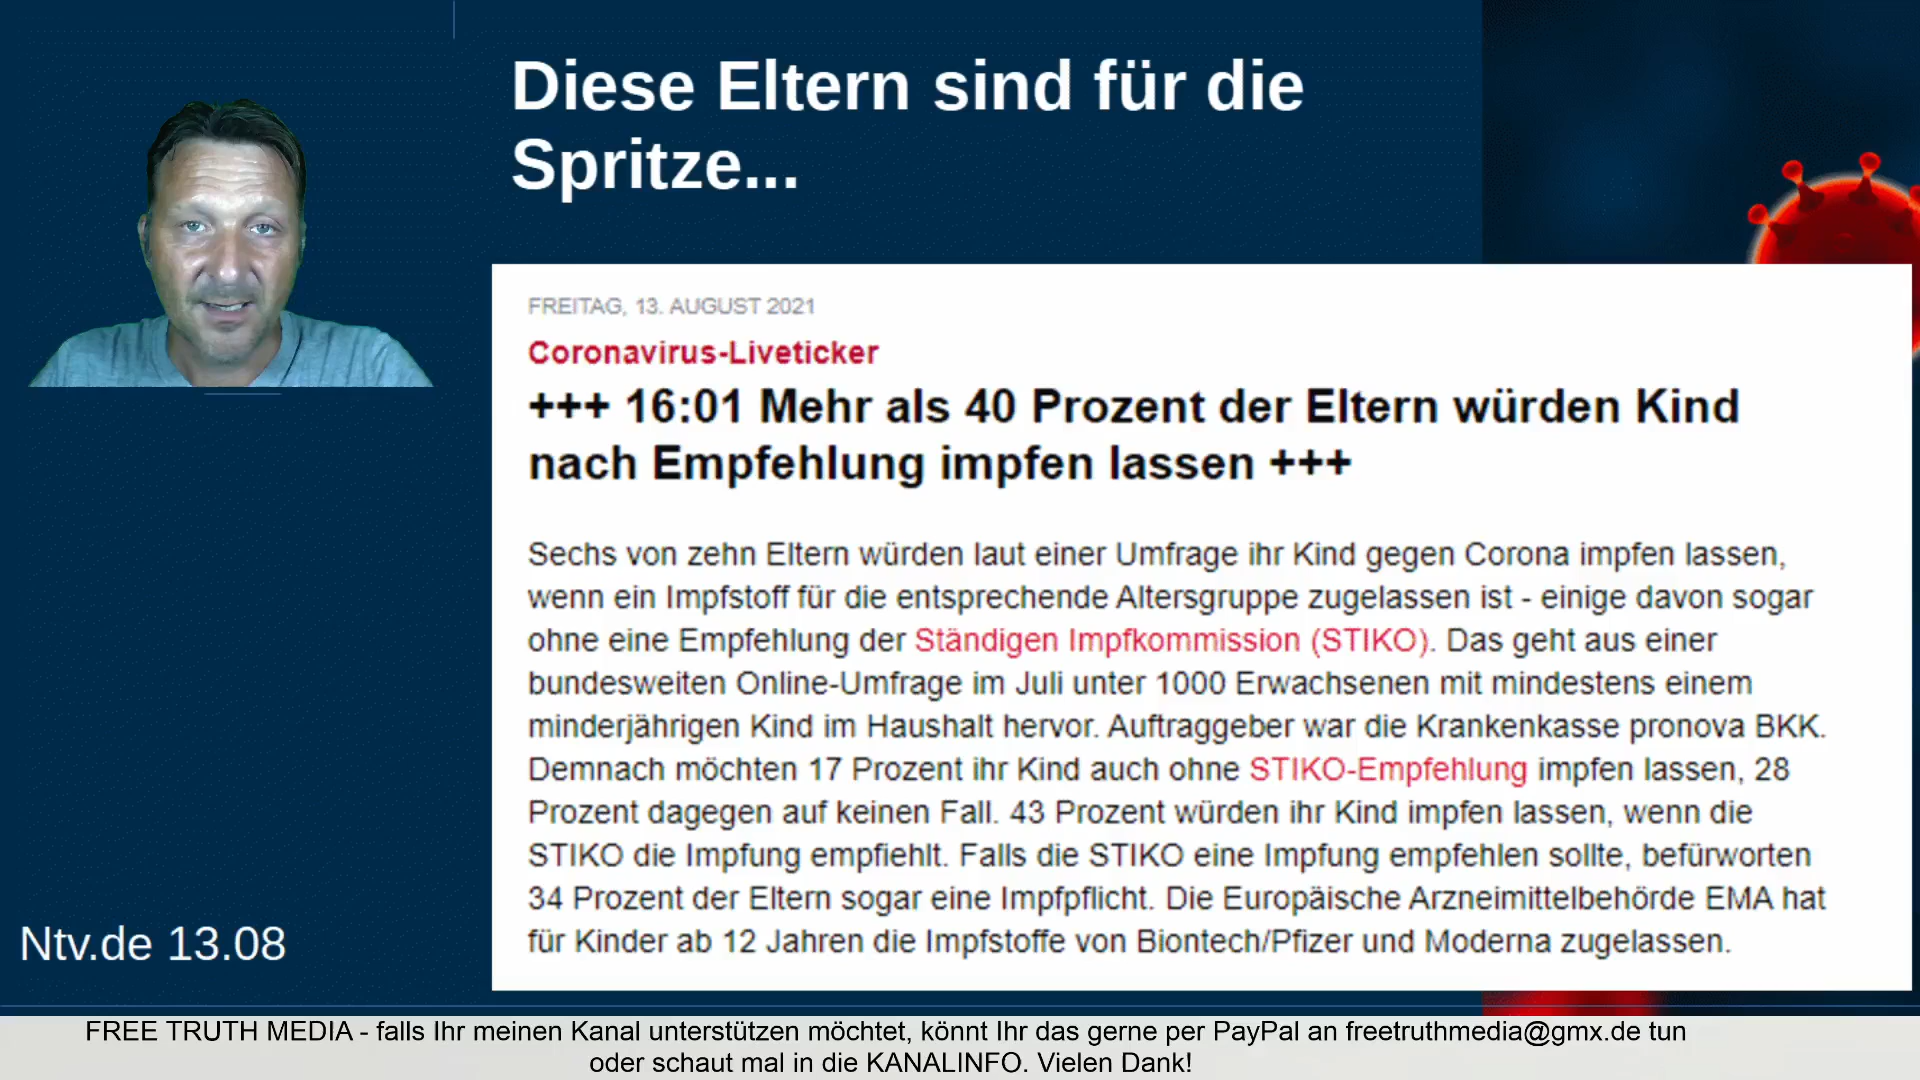 Diese Eltern sind für die
Spritze...
FREITAG, 13. AUGUST 2021
Coronavirus-Liveticker
+++ 16:01 Mehr als 40 Prozent der Eltern würden Kind
nach Empfehlung impfen lassen +++
Sechs von zehn Eltern würden laut einer Umfrage ihr Kind gegen Corona impfen lassen,
wenn ein Impfstoff für die entsprechende Altersgruppe zugelassen ist - einige davon sogar
ohne eine Empfehlung der Ständigen Impfkommission (STIKO). Das geht aus einer
bundesweiten Online-Umfrage im Juli unter 1000 Erwachsenen mit mindestens einem
minderjährigen Kind im Haushalt hervor. Auftraggeber war die Krankenkasse pronova BKK.
Demnach möchten 17 Prozent ihr Kind auch ohne STIKO-Empfehlung impfen lassen, 28
Prozent dagegen auf keinen Fall. 43 Prozent würden ihr Kind impfen lassen, wenn die
STIKO die Impfung empfiehlt. Falls die STIKO eine Impfung empfehlen sollte, befürworten
34 Prozent der Eltern sogar eine Impfpflicht. Die Europäische Arzneimittelbehörde EMA hat
für Kinder ab 12 Jahren die Impfstoffe von Biontech/Pfizer und Moderna zugelassen.
Ntv.de 13.08
FREE TRUTH MEDIA - falls Ihr meinen Kanal unterstützen möchtet, könnt Ihr das gerne per PayPal an freetruthmedia@gmx.de tun
oder schaut mal in die KANALINFO. Vielen Dank!